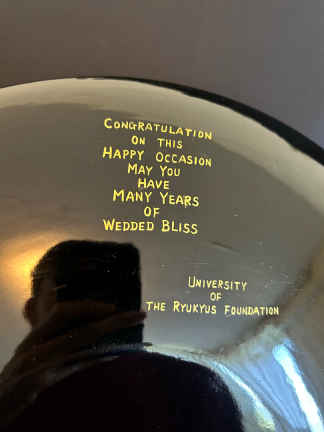 CONGRATULATION
ON THIS
HAPPY OCCASION
MAY YOU
HAVE
MANY YEARS
OF
WEDDED BLISS
UNIVERSITY
OF
THE RYUKYUS FOUNDATION